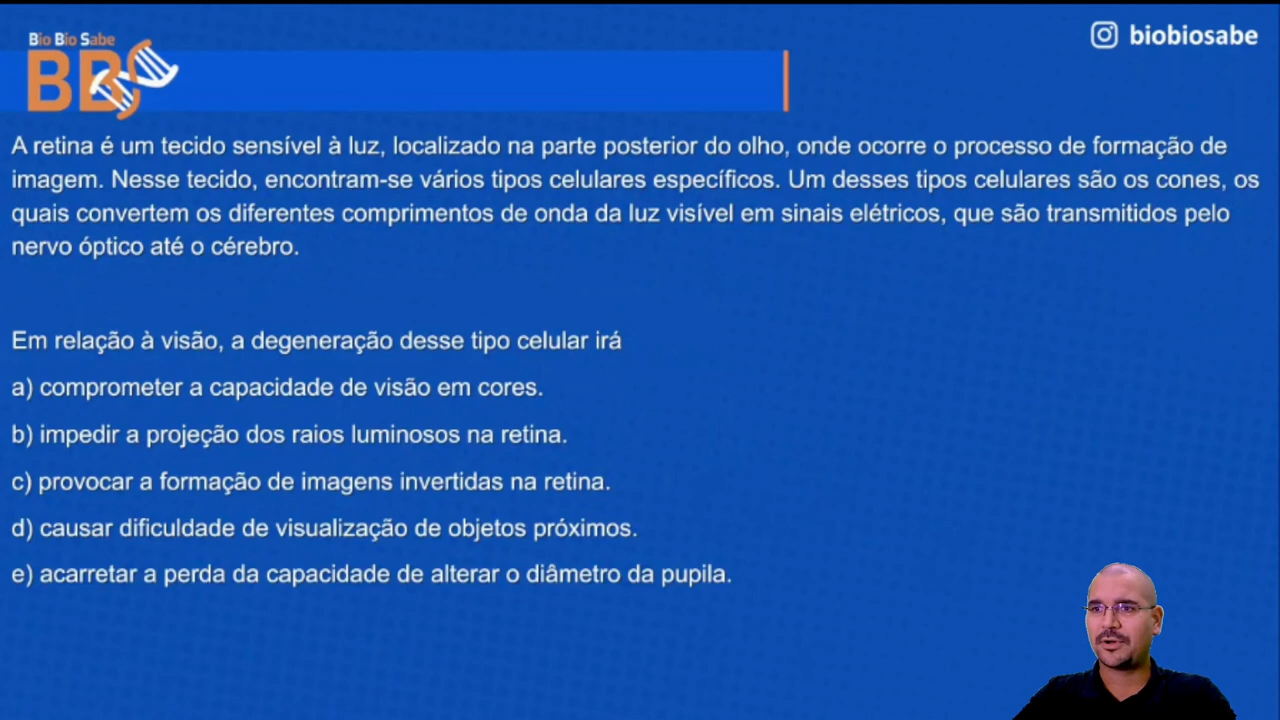 Bio Bio Sabe
BBS
biobiosabe
A retina é um tecido sensível à luz, localizado na parte posterior do olho, onde ocorre o processo de formação de
imagem. Nesse tecido, encontram-se vários tipos celulares específicos. Um desses tipos celulares são os cones, os
quais convertem os diferentes comprimentos de onda da luz visível em sinais elétricos, que são transmitidos pelo
nervo óptico até o cérebro.
Em relação à visão, a degeneração desse tipo celular irá
a) comprometer a capacidade de visão em cores.
b) impedir a projeção dos raios luminosos na retina.
c) provocar a formação de imagens invertidas na retina.
d) causar dificuldade de visualização de objetos próximos.
e) acarretar a perda da capacidade de alterar o diâmetro da pupila.